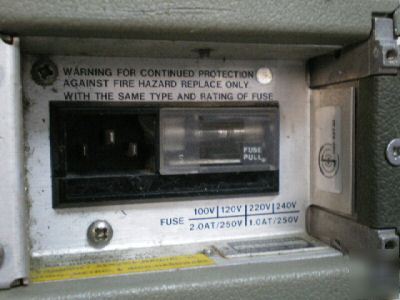 WARNING FOR CONTINUED PROTECTION
AGAINST FIRE HAZARD REPLACE ONLY
WITH THE SAME TYPE AND RATING OF FUSE
FUSE
PULL
100V 120V 220V 240V
FUSE 2.0AT/250V 1.0AT/250V